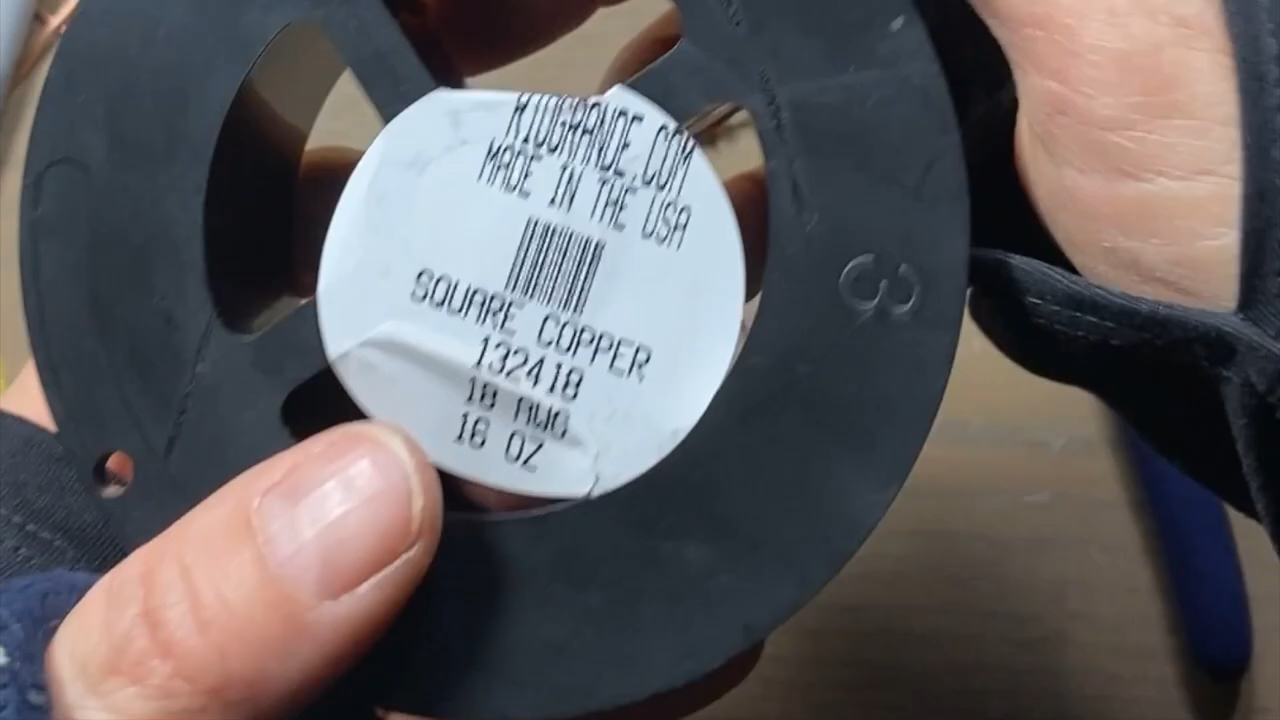 RIOGRANDE.COM
MADE IN THE USA
SQUARE COPPER
132418
18 AWG
16 OZ
3